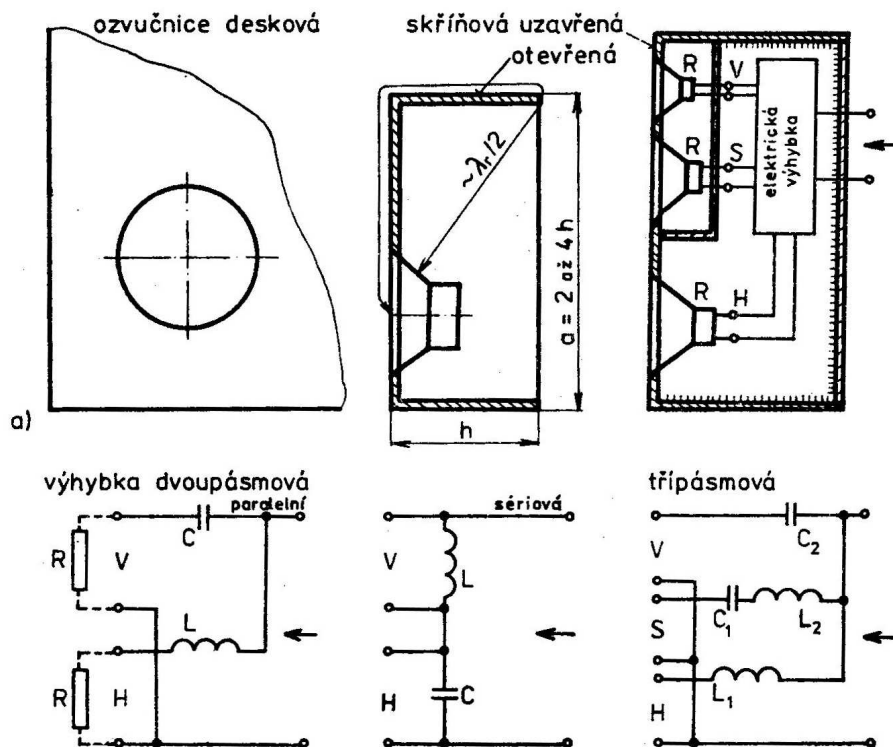 ozvučnice desková
skříňová uzavřená
otevřená
~λr/2
a = 2 až 4h
h
R
V
R
S
R
H
elektrická
výhybka
a)
výhybka dvoupásmová
paralelní
C
R
V
L
R
H
sériová
V
L
H
C
třípásmová
C₂
V
C₁
L₂
S
L₁
H